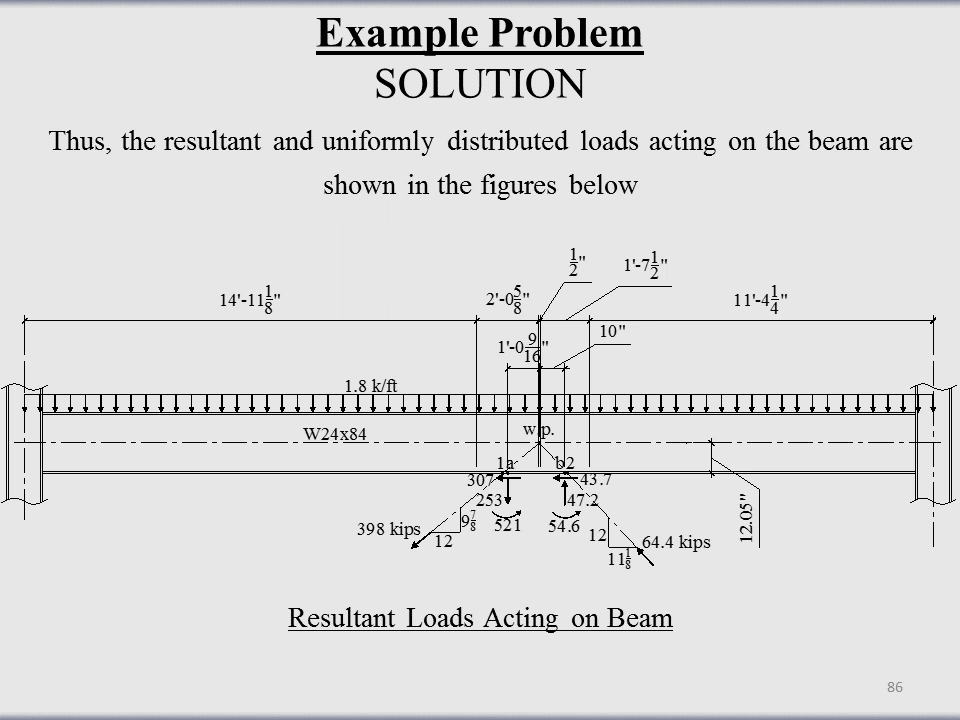 Example Problem
SOLUTION
Thus, the resultant and uniformly distributed loads acting on the beam are
shown in the figures below
1/2"
1'-7 1/2"
14'-11 1/8"
2'-0 5/8"
11'-4 1/4"
10"
1'-0 9/16"
1.8 k/ft
W24x84
w.p.
1a
b2
307
43.7
253
47.2
12.05"
9 7/8
521
54.6
398 kips
12
12
64.4 kips
11 1/8
Resultant Loads Acting on Beam
86